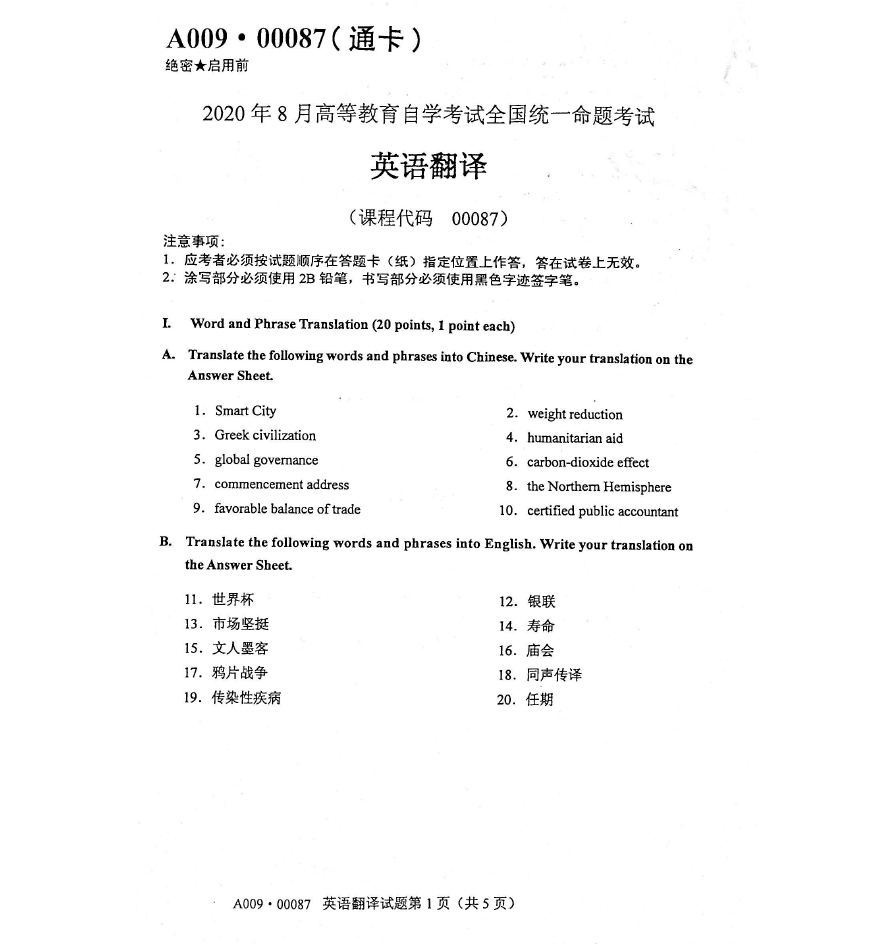 A009·00087(通卡)
绝密★启用前
2020 年 8 月高等教育自学考试全国统一命题考试
英语翻译
(课程代码 00087)
注意事项:
1. 应考者必须按试题顺序在答题卡(纸)指定位置上作答,答在试卷上无效。
2. 涂写部分必须使用 2B 铅笔,书写部分必须使用黑色字迹签字笔。
I. Word and Phrase Translation (20 points, 1 point each)
A. Translate the following words and phrases into Chinese. Write your translation on the
Answer Sheet.
1. Smart City 2. weight reduction
3. Greek civilization 4. humanitarian aid
5. global governance 6. carbon-dioxide effect
7. commencement address 8. the Northern Hemisphere
9. favorable balance of trade 10. certified public accountant
B. Translate the following words and phrases into English. Write your translation on
the Answer Sheet.
11. 世界杯 12. 银联
13. 市场坚挺 14. 寿命
15. 文人墨客 16. 庙会
17. 鸦片战争 18. 同声传译
19. 传染性疾病 20. 任期
A009·00087 英语翻译试题第 1 页(共 5 页)